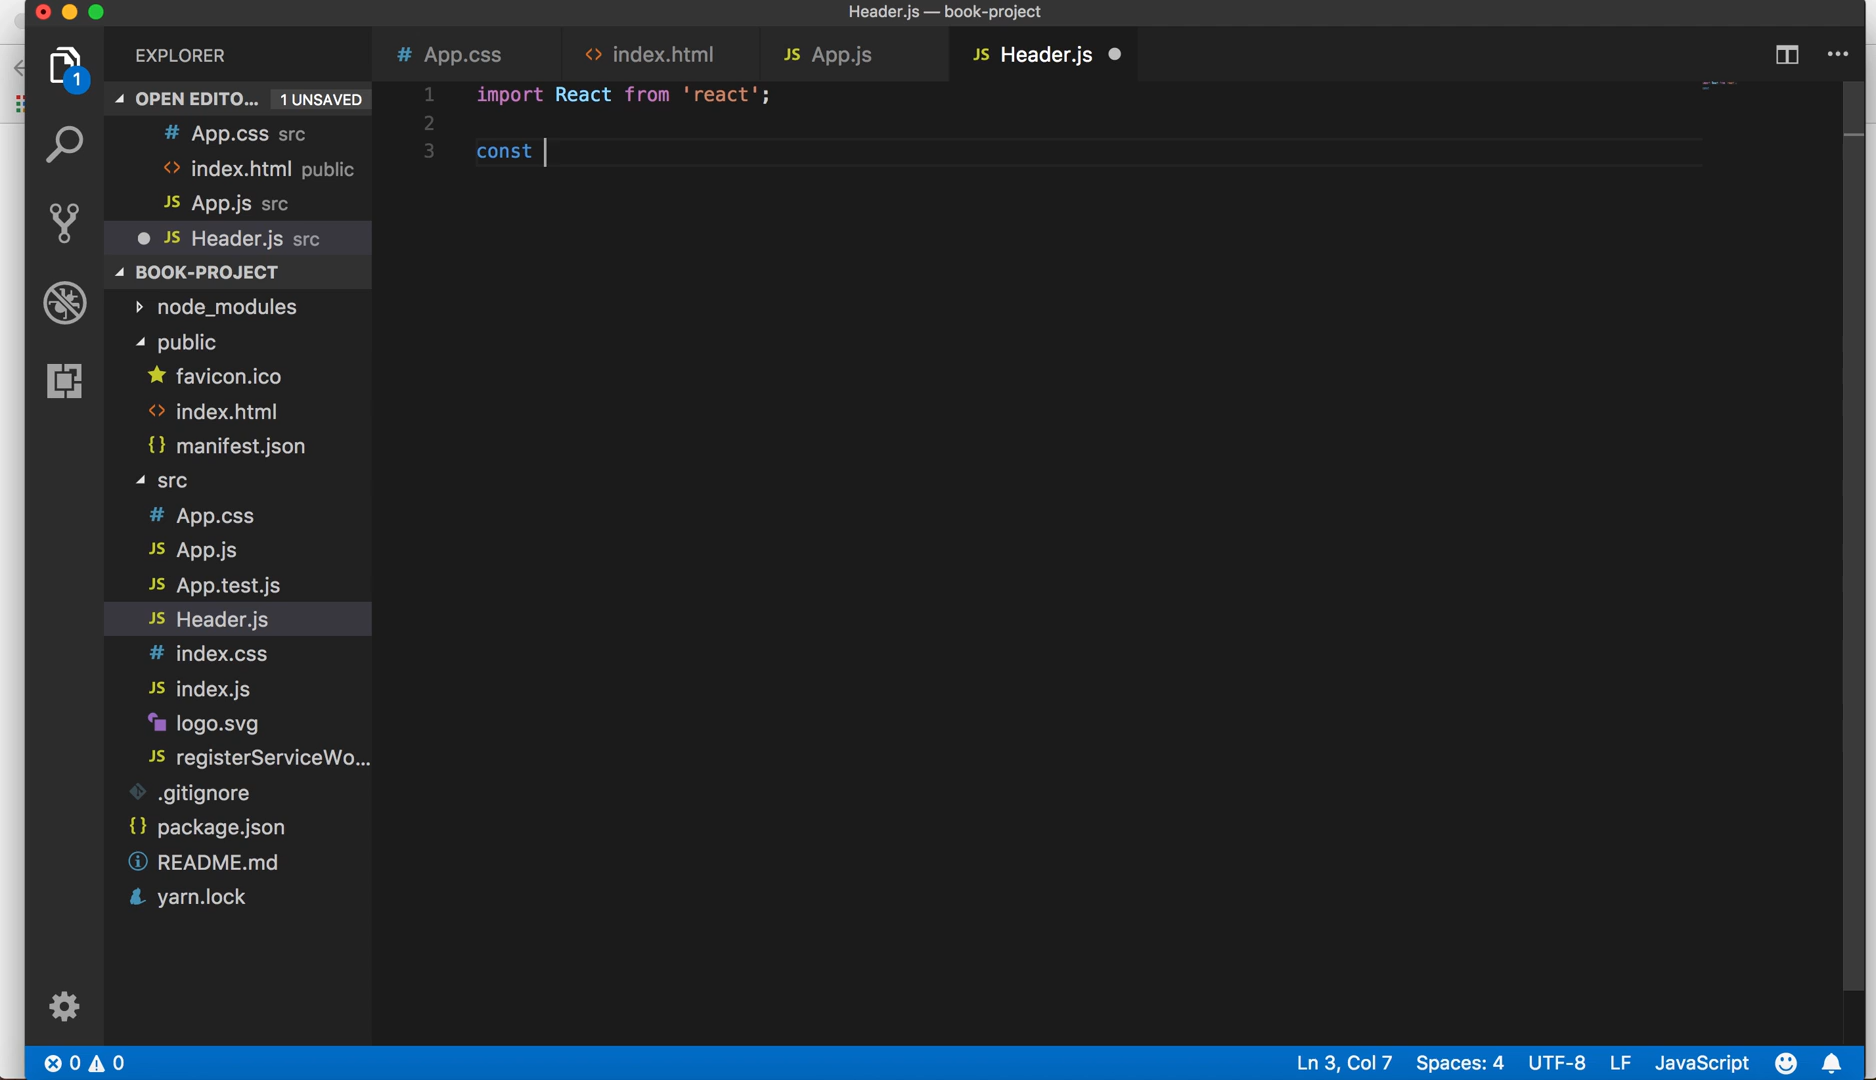 Header.js — book-project
EXPLORER
# App.css
<> index.html
JS App.js
JS Header.js
OPEN EDITO... 1 UNSAVED
# App.css src
<> index.html public
JS App.js src
JS Header.js src
BOOK-PROJECT
node_modules
public
favicon.ico
<> index.html
{} manifest.json
src
# App.css
JS App.js
JS App.test.js
JS Header.js
# index.css
JS index.js
logo.svg
JS registerServiceWo...
.gitignore
{} package.json
README.md
yarn.lock
1
1 import React from 'react';
2
3 const
0 0
Ln 3, Col 7 Spaces: 4 UTF-8 LF JavaScript